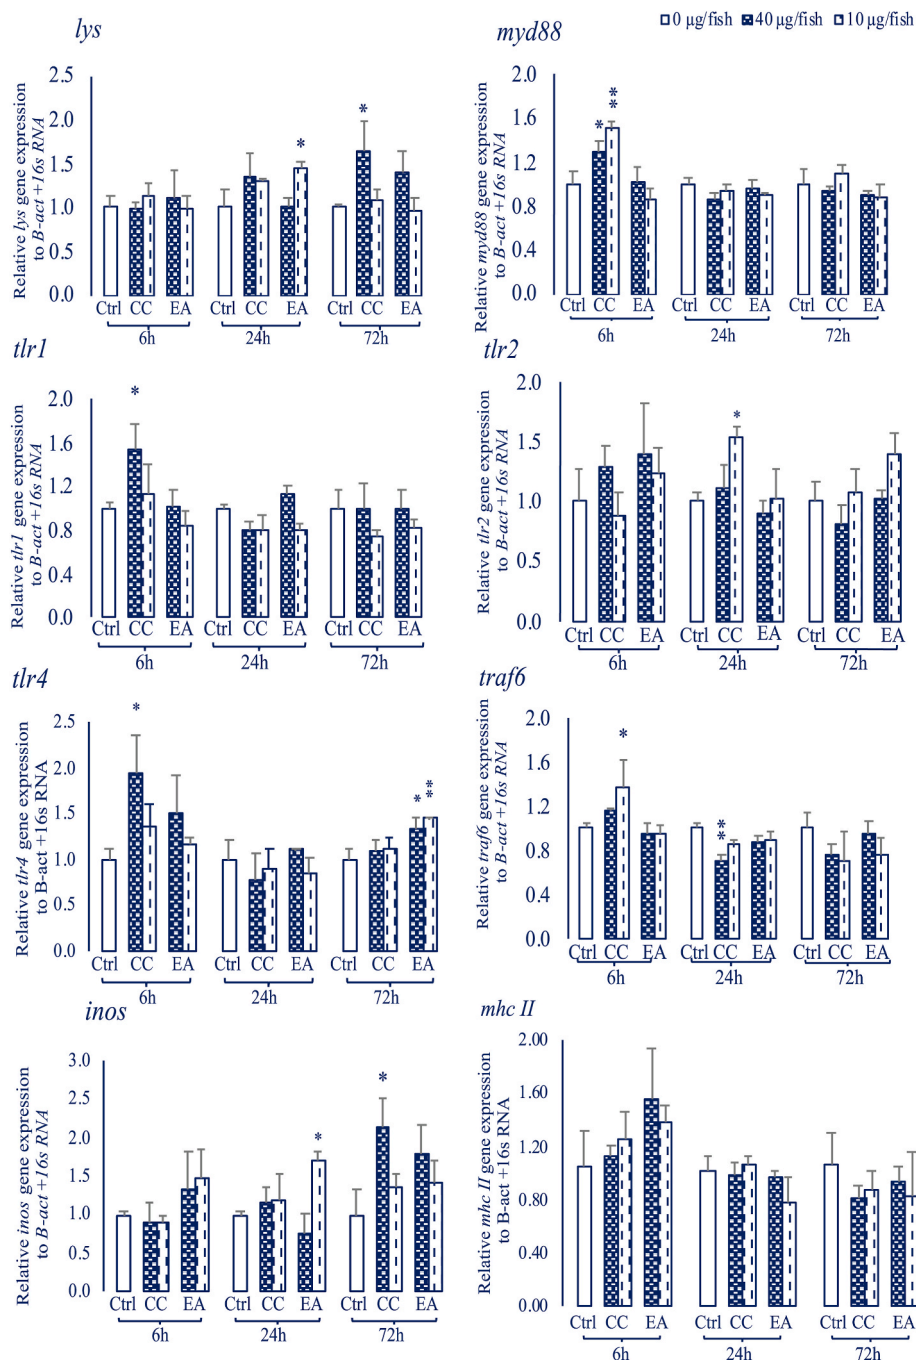 0 µg/fish 40 µg/fish 10 µg/fish
lys
Relative lys gene expression
to B-act +16s RNA
2.5
2.0
1.5
1.0
0.5
0.0
*
*
Ctrl CC EA Ctrl CC EA Ctrl CC EA
6h 24h 72h
myd88
Relative myd88 gene expression
to B-act +16s RNA
2.0
1.6
1.2
0.8
0.4
0.0
*
**
Ctrl CC EA Ctrl CC EA Ctrl CC EA
6h 24h 72h
tlr1
Relative tlr1 gene expression
to B-act +16s RNA
2.0
1.6
1.2
0.8
0.4
0.0
*
Ctrl CC EA Ctrl CC EA Ctrl CC EA
6h 24h 72h
tlr2
Relative tlr2 gene expression
to B-act +16s RNA
2.0
1.5
1.0
0.5
0.0
*
Ctrl CC EA Ctrl CC EA Ctrl CC EA
6h 24h 72h
tlr4
Relative tlr4 gene expression
to B-act +16s RNA
2.5
2.0
1.5
1.0
0.5
0.0
*
*
**
Ctrl CC EA Ctrl CC EA Ctrl CC EA
6h 24h 72h
traf6
Relative traf6 gene expression
to B-act +16s RNA
2.0
1.6
1.2
0.8
0.4
0.0
*
**
Ctrl CC EA Ctrl CC EA Ctrl CC EA
6h 24h 72h
inos
Relative inos gene expression
to B-act +16s RNA
3.0
2.5
2.0
1.5
1.0
0.5
0.0
*
*
Ctrl CC EA Ctrl CC EA Ctrl CC EA
6h 24h 72h
mhc II
Relative mhc II gene expression
to B-act +16s RNA
2.00
1.60
1.20
0.80
0.40
0.00
Ctrl CC EA Ctrl CC EA Ctrl CC EA
6h 24h 72h